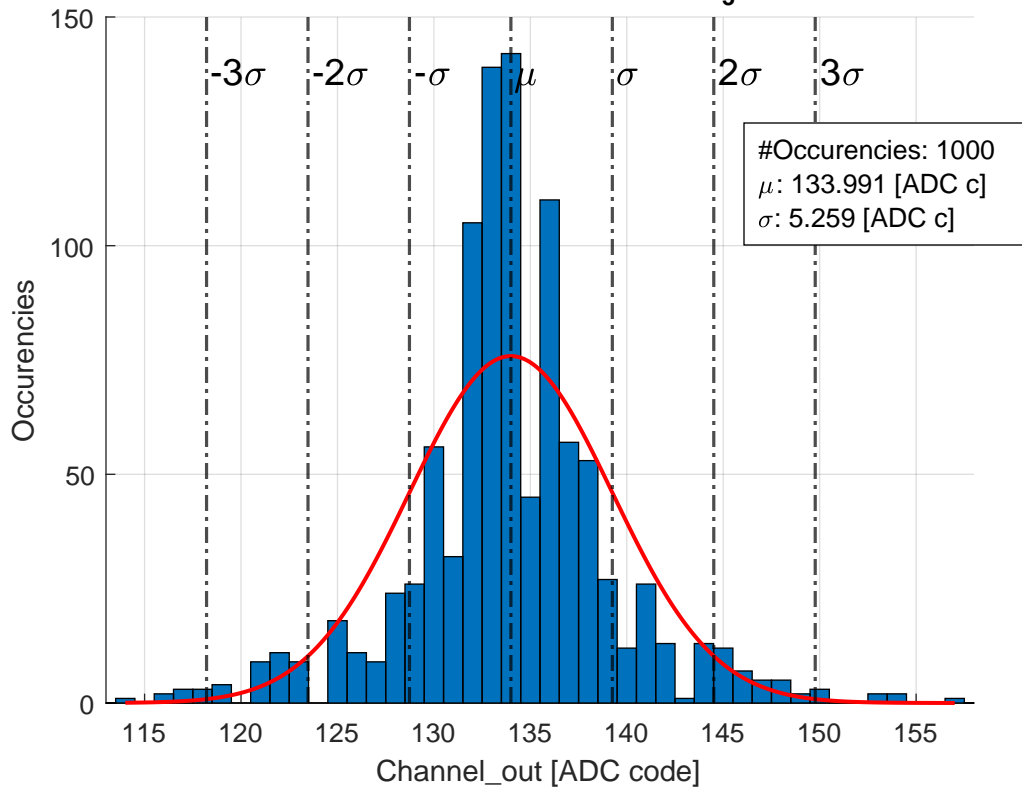 150
-3σ -2σ -σ μ σ 2σ 3σ
#Occurencies: 1000
μ: 133.991 [ADC c]
σ: 5.259 [ADC c]
100
Occurencies
50
0
115 120 125 130 135 140 145 150 155
Channel_out [ADC code]